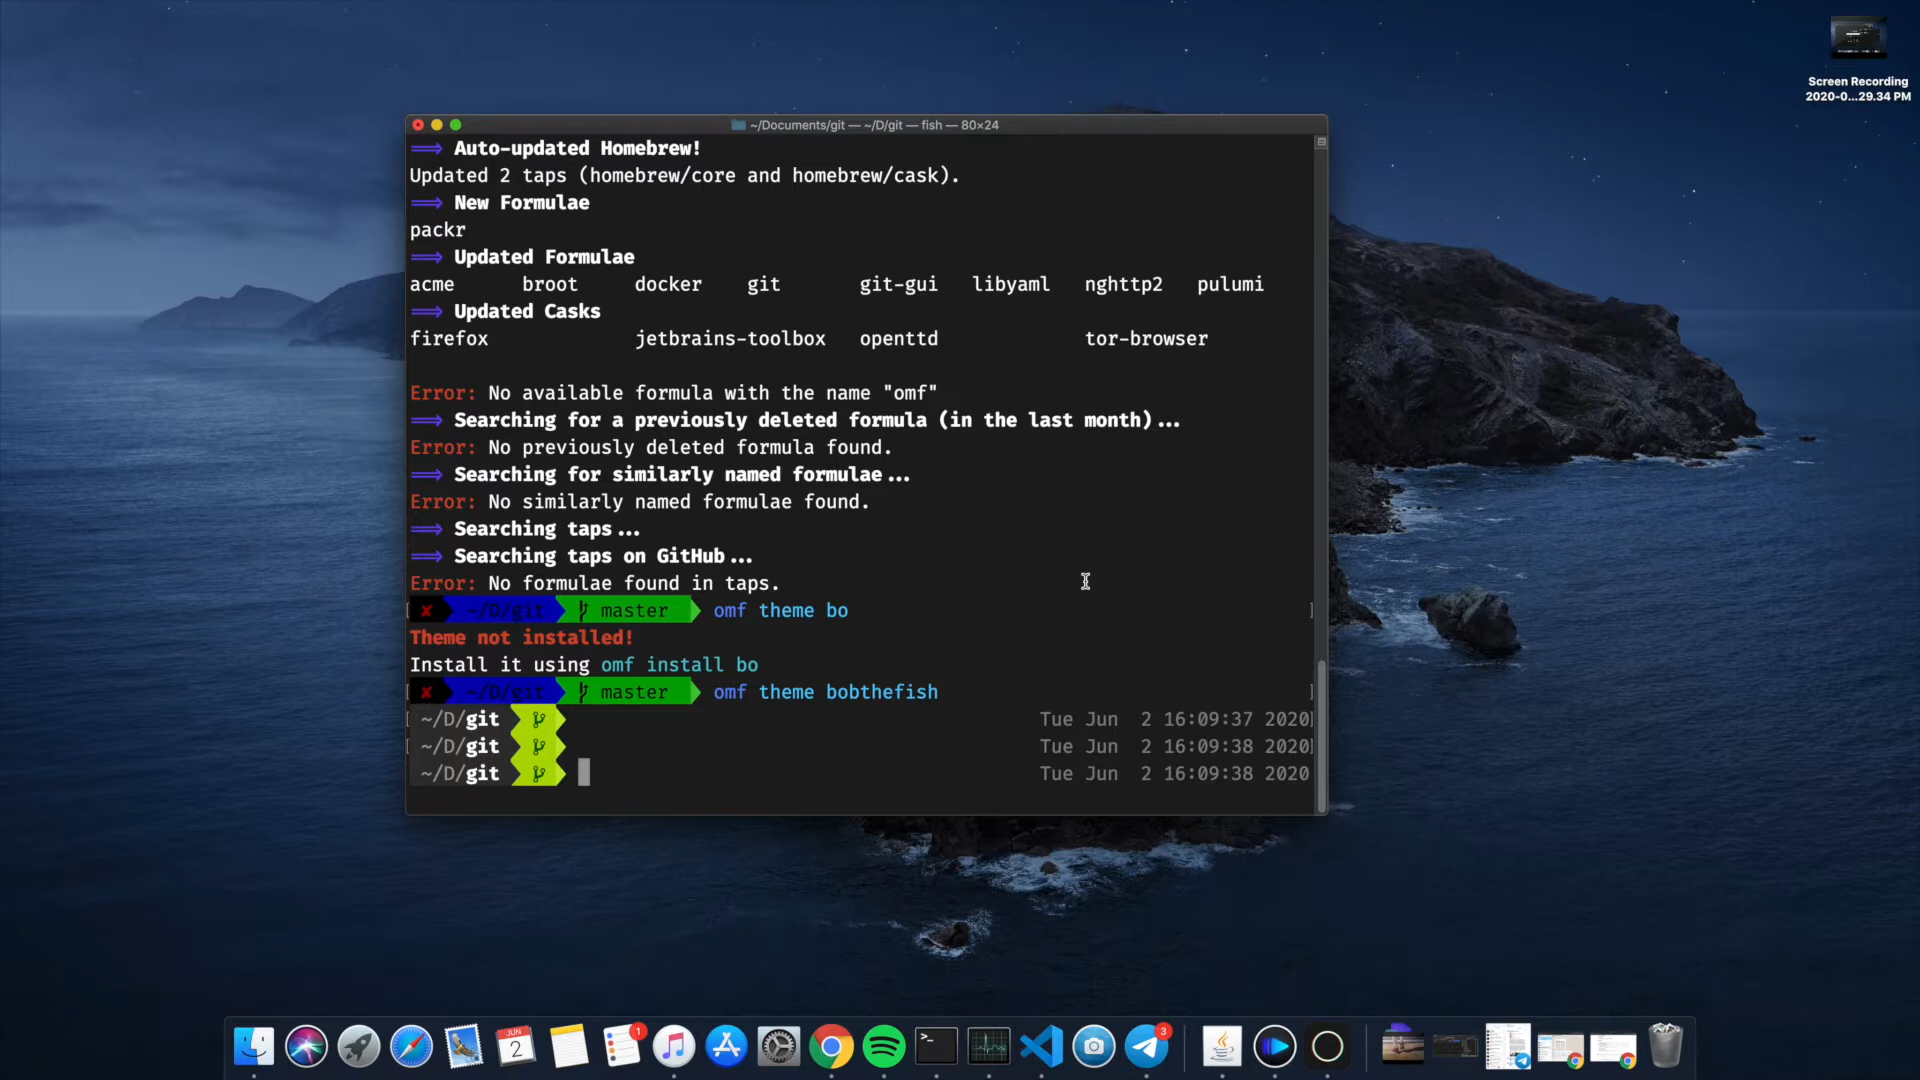 Screen Recording
2020-0...29.34 PM
~/Documents/git — ~/D/git — fish — 80×24
==> Auto-updated Homebrew!
Updated 2 taps (homebrew/core and homebrew/cask).
==> New Formulae
packr
==> Updated Formulae
acme broot docker git git-gui libyaml nghttp2 pulumi
==> Updated Casks
firefox jetbrains-toolbox openttd tor-browser
Error: No available formula with the name "omf"
==> Searching for a previously deleted formula (in the last month)...
Error: No previously deleted formula found.
==> Searching for similarly named formulae...
Error: No similarly named formulae found.
==> Searching taps...
==> Searching taps on GitHub...
Error: No formulae found in taps.
✘ ~/D/git master omf theme bo
Theme not installed!
Install it using omf install bo
✘ ~/D/git master omf theme bobthefish
~/D/git Tue Jun 2 16:09:37 2020
~/D/git Tue Jun 2 16:09:38 2020
~/D/git Tue Jun 2 16:09:38 2020
JUN
2
1
3